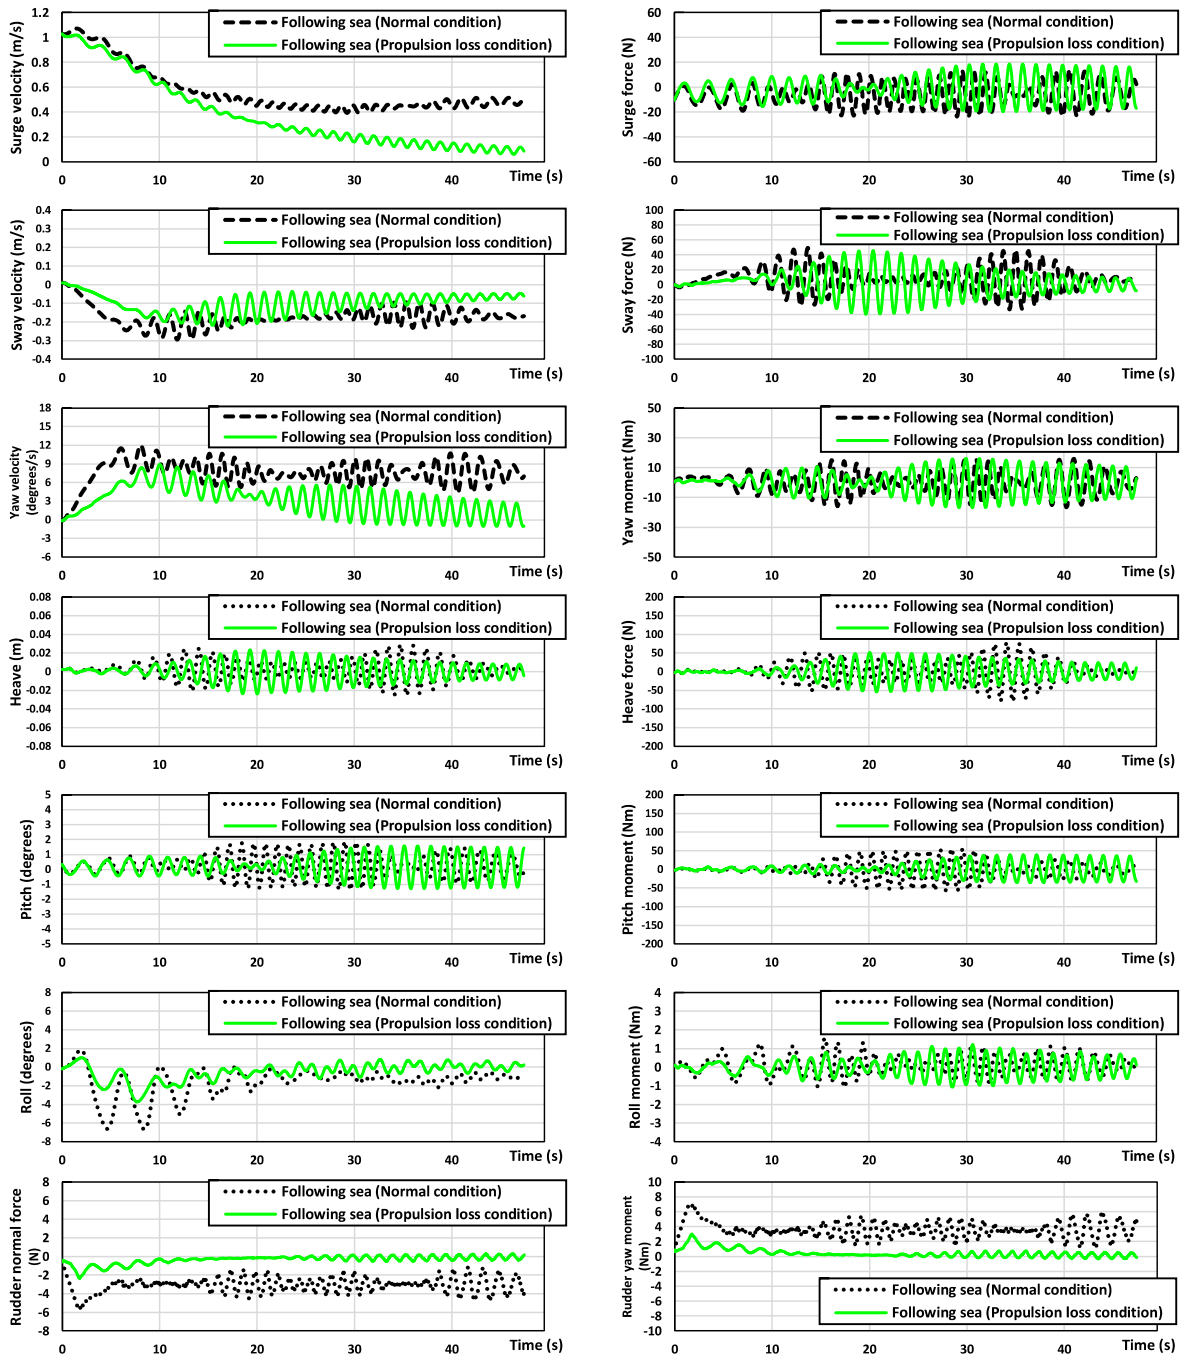 Surge velocity (m/s)
1.2
1
0.8
0.6
0.4
0.2
0
Following sea (Normal condition)
Following sea (Propulsion loss condition)
0 10 20 30 40 Time (s)
Surge force (N)
60
40
20
0
-20
-40
-60
Following sea (Normal condition)
Following sea (Propulsion loss condition)
0 10 20 30 40 Time (s)
Sway velocity (m/s)
0.4
0.3
0.2
0.1
0
-0.1
-0.2
-0.3
-0.4
Following sea (Normal condition)
Following sea (Propulsion loss condition)
0 10 20 30 40 Time (s)
Sway force (N)
100
80
60
40
20
0
-20
-40
-60
-80
-100
Following sea (Normal condition)
Following sea (Propulsion loss condition)
0 10 20 30 40 Time (s)
Yaw velocity
(degrees/s)
18
15
12
9
6
3
0
-3
-6
Following sea (Normal condition)
Following sea (Propulsion loss condition)
0 10 20 30 40 Time (s)
Yaw moment (Nm)
50
30
10
-10
-30
-50
Following sea (Normal condition)
Following sea (Propulsion loss condition)
0 10 20 30 40 Time (s)
Heave (m)
0.08
0.06
0.04
0.02
0
-0.02
-0.04
-0.06
-0.08
Following sea (Normal condition)
Following sea (Propulsion loss condition)
0 10 20 30 40 Time (s)
Heave force (N)
200
150
100
50
0
-50
-100
-150
-200
Following sea (Normal condition)
Following sea (Propulsion loss condition)
0 10 20 30 40 Time (s)
Pitch (degrees)
5
4
3
2
1
0
-1
-2
-3
-4
-5
Following sea (Normal condition)
Following sea (Propulsion loss condition)
0 10 20 30 40 Time (s)
Pitch moment (Nm)
200
150
100
50
0
-50
-100
-150
-200
Following sea (Normal condition)
Following sea (Propulsion loss condition)
0 10 20 30 40 Time (s)
Roll (degrees)
8
6
4
2
0
-2
-4
-6
-8
Following sea (Normal condition)
Following sea (Propulsion loss condition)
0 10 20 30 40 Time (s)
Roll moment (Nm)
4
3
2
1
0
-1
-2
-3
-4
Following sea (Normal condition)
Following sea (Propulsion loss condition)
0 10 20 30 40 Time (s)
Rudder normal force
(N)
8
6
4
2
0
-2
-4
-6
-8
Following sea (Normal condition)
Following sea (Propulsion loss condition)
0 10 20 30 40 Time (s)
Rudder yaw moment
(Nm)
10
8
6
4
2
0
-2
-4
-6
-8
-10
Following sea (Normal condition)
Following sea (Propulsion loss condition)
0 10 20 30 40 Time (s)